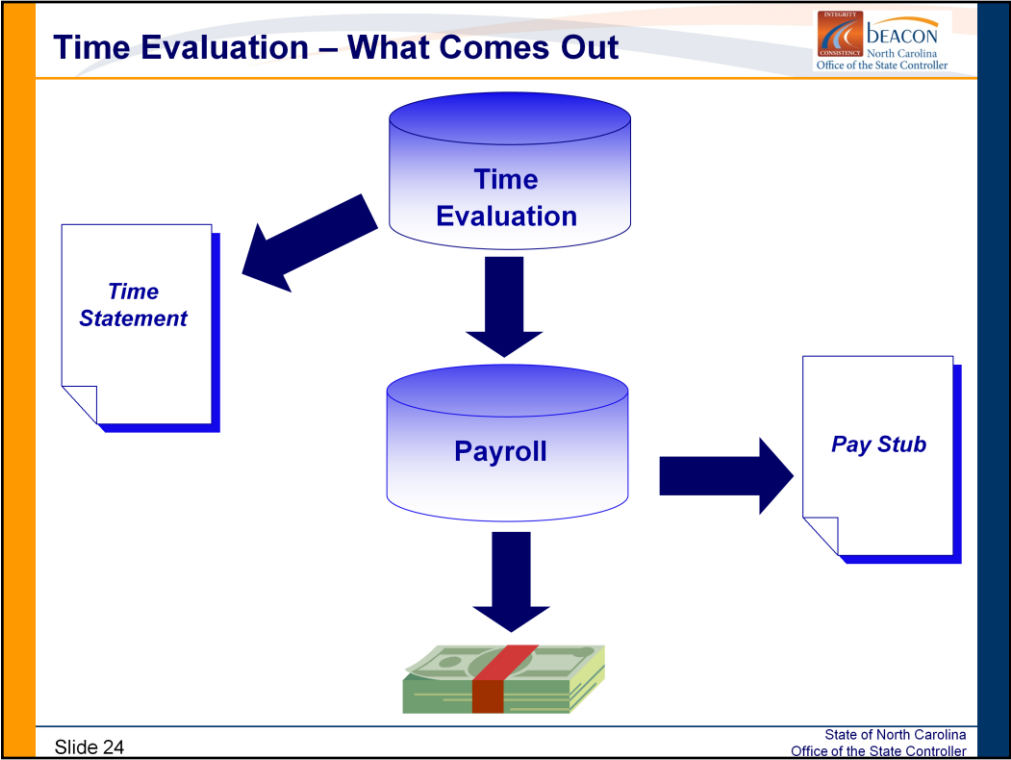 Time Evaluation – What Comes Out
INTEGRITY
CONSISTENCY
beacon
North Carolina
Office of the State Controller
Time
Evaluation
Time
Statement
Payroll
Pay Stub
Slide 24
State of North Carolina
Office of the State Controller